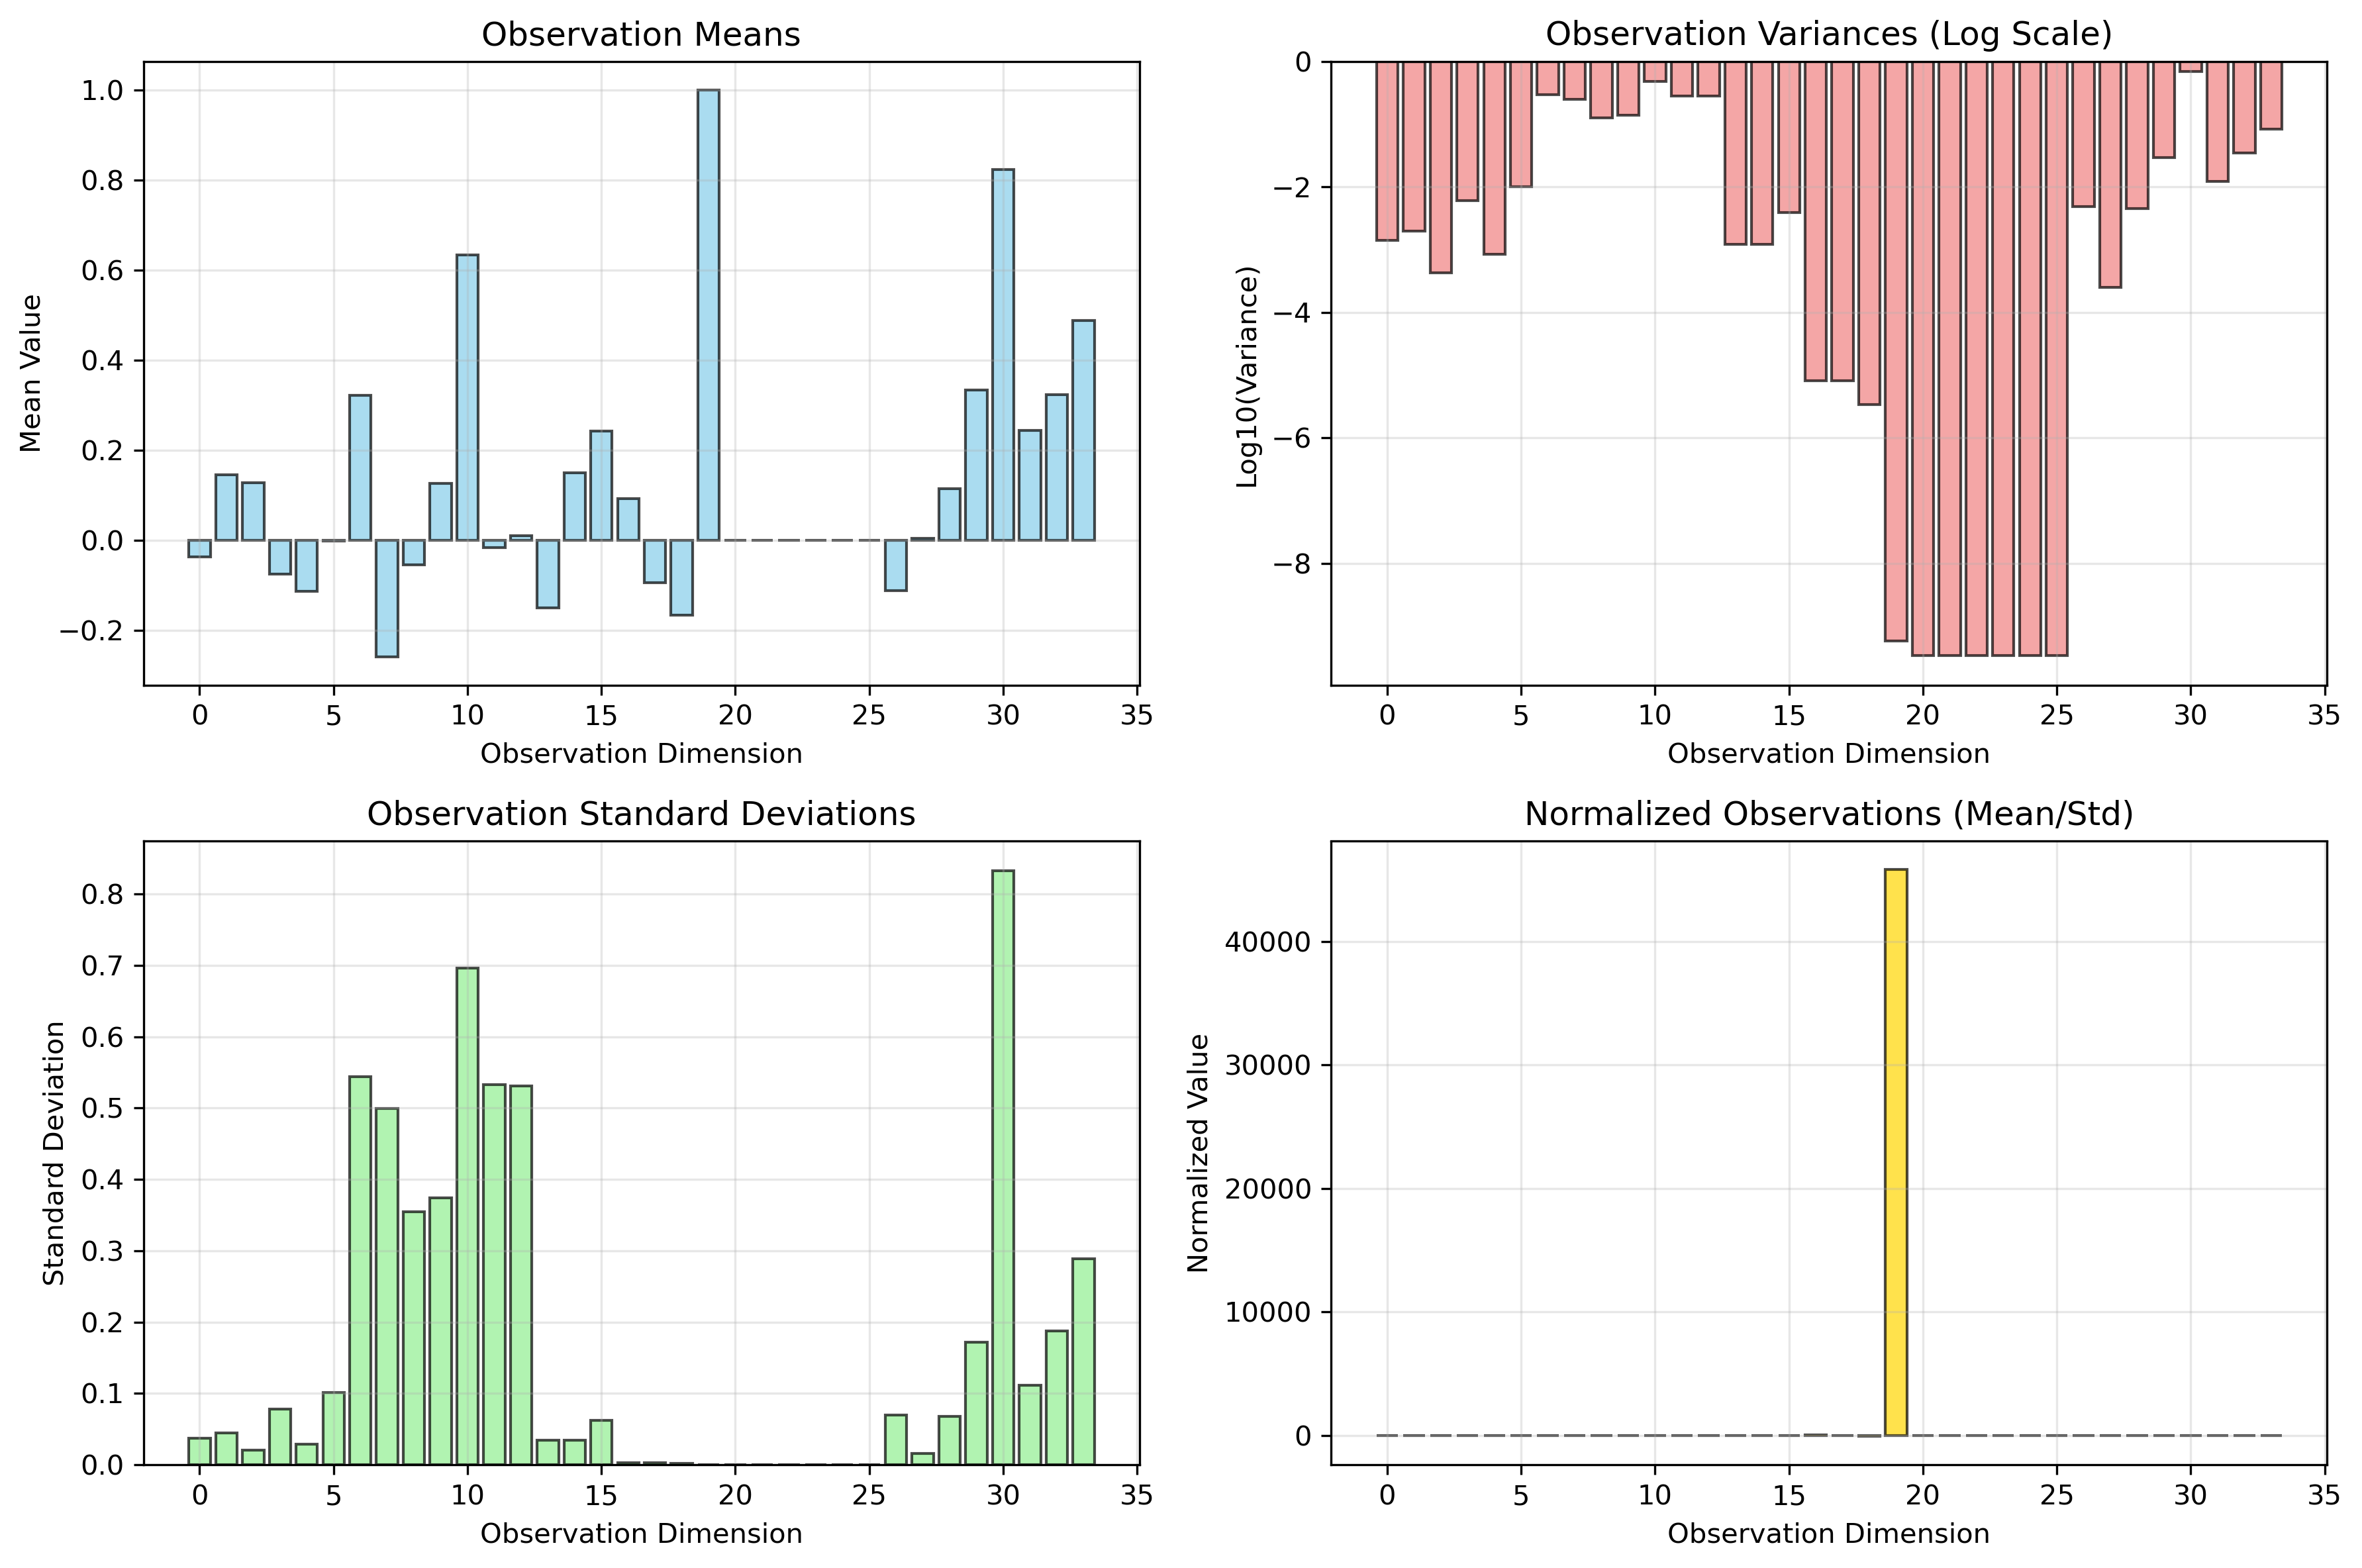 Observation Means
Mean Value
1.0
0.8
0.6
0.4
0.2
0.0
−0.2
0 5 10 15 20 25 30 35
Observation Dimension
Observation Variances (Log Scale)
Log10(Variance)
0
−2
−4
−6
−8
0 5 10 15 20 25 30 35
Observation Dimension
Observation Standard Deviations
Standard Deviation
0.8
0.7
0.6
0.5
0.4
0.3
0.2
0.1
0.0
0 5 10 15 20 25 30 35
Observation Dimension
Normalized Observations (Mean/Std)
Normalized Value
40000
30000
20000
10000
0
0 5 10 15 20 25 30 35
Observation Dimension